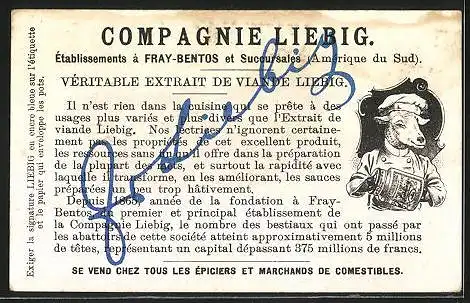 COMPAGNIE LIEBIG.
Établissements à FRAY-BENTOS et Succursales (Amérique du Sud).
VÉRITABLE EXTRAIT DE VIANDE LIEBIG.
Il n'est rien dans la cuisine qui se prête à des
usages plus variés et plus divers que l'Extrait de
viande Liebig. Nos lectrices n'ignorent certaine-
ment pas les propriétés de cet excellent produit,
les ressources sans qu'il offre dans la préparation
de la plupart des mets, et surtout la rapidité avec
laquelle il transforme, en les améliorant, les sauces
préparées un peu trop hâtivement.
Depuis 1865, année de la fondation à Fray-
Bentos du premier et principal établissement de
la Compagnie Liebig, le nombre des bestiaux qui ont passé par
les abattoirs de cette société atteint approximativement 5 millions
de têtes, représentant un capital dépassant 375 millions de francs.
SE VEND CHEZ TOUS LES ÉPICIERS ET MARCHANDS DE COMESTIBLES.
Exiger la signature LIEBIG en encre bleue sur l'étiquette
et le papier qui enveloppe les pots.
Liebig